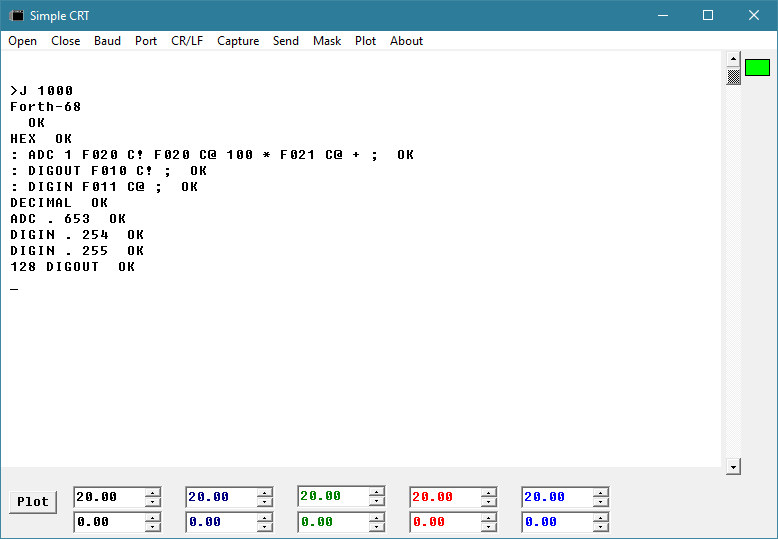 Simple CRT
Open Close Baud Port CR/LF Capture Send Mask Plot About
>J 1000
Forth-68
  OK
HEX  OK
: ADC 1 F020 C! F020 C@ 100 * F021 C@ + ;  OK
: DIGOUT F010 C! ;  OK
: DIGIN F011 C@ ;  OK
DECIMAL  OK
ADC . 653  OK
DIGIN . 254  OK
DIGIN . 255  OK
128 DIGOUT  OK
_
Plot 20.00 20.00 20.00 20.00 20.00
0.00 0.00 0.00 0.00 0.00